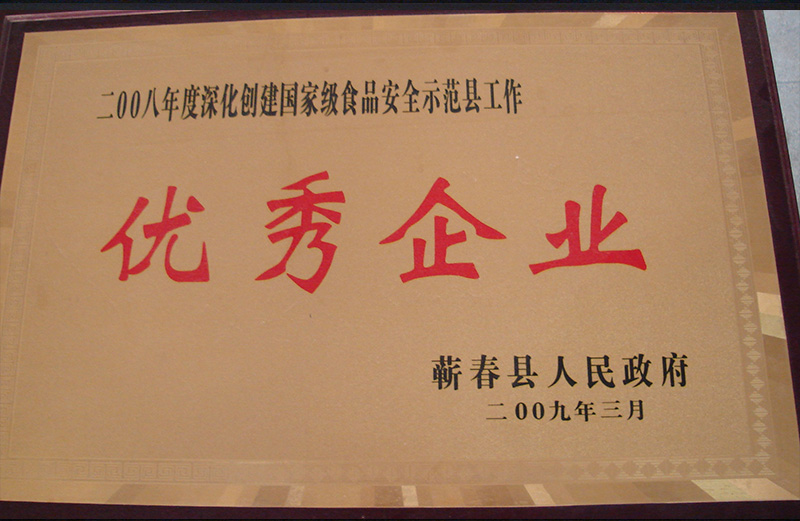 二00八年度深化创建国家级食品安全示范县工作
优秀企业
蕲春县人民政府
二00九年三月